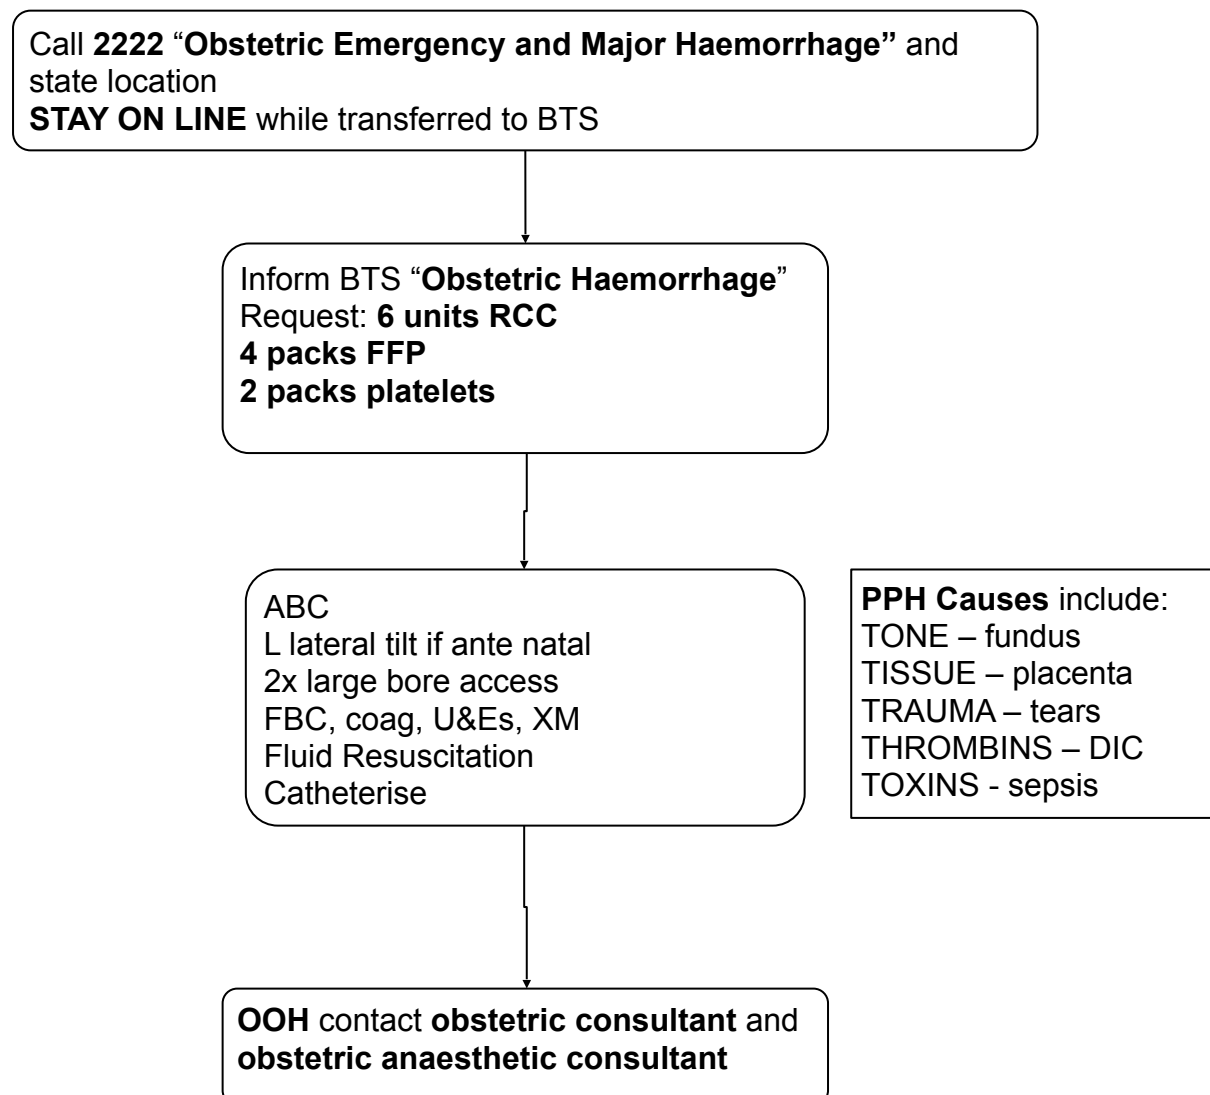 Call 2222 “Obstetric Emergency and Major Haemorrhage” and
state location
STAY ON LINE while transferred to BTS
Inform BTS “Obstetric Haemorrhage”
Request: 6 units RCC
4 packs FFP
2 packs platelets
ABC
L lateral tilt if ante natal
2x large bore access
FBC, coag, U&Es, XM
Fluid Resuscitation
Catheterise
PPH Causes include:
TONE – fundus
TISSUE – placenta
TRAUMA – tears
THROMBINS – DIC
TOXINS - sepsis
OOH contact obstetric consultant and
obstetric anaesthetic consultant